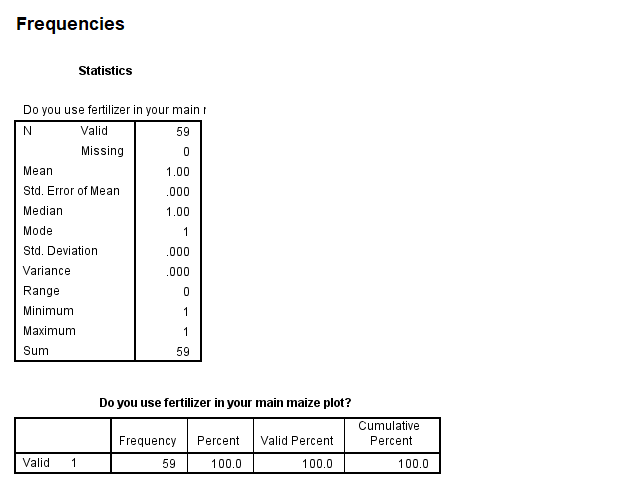 Frequencies
Statistics
Do you use fertilizer in your main
N Valid 59
Missing 0
Mean 1.00
Std. Error of Mean .000
Median 1.00
Mode 1
Std. Deviation .000
Variance .000
Range 0
Minimum 1
Maximum 1
Sum 59
Do you use fertilizer in your main maize plot?
Frequency Percent Valid Percent Cumulative Percent
Valid 1 59 100.0 100.0 100.0